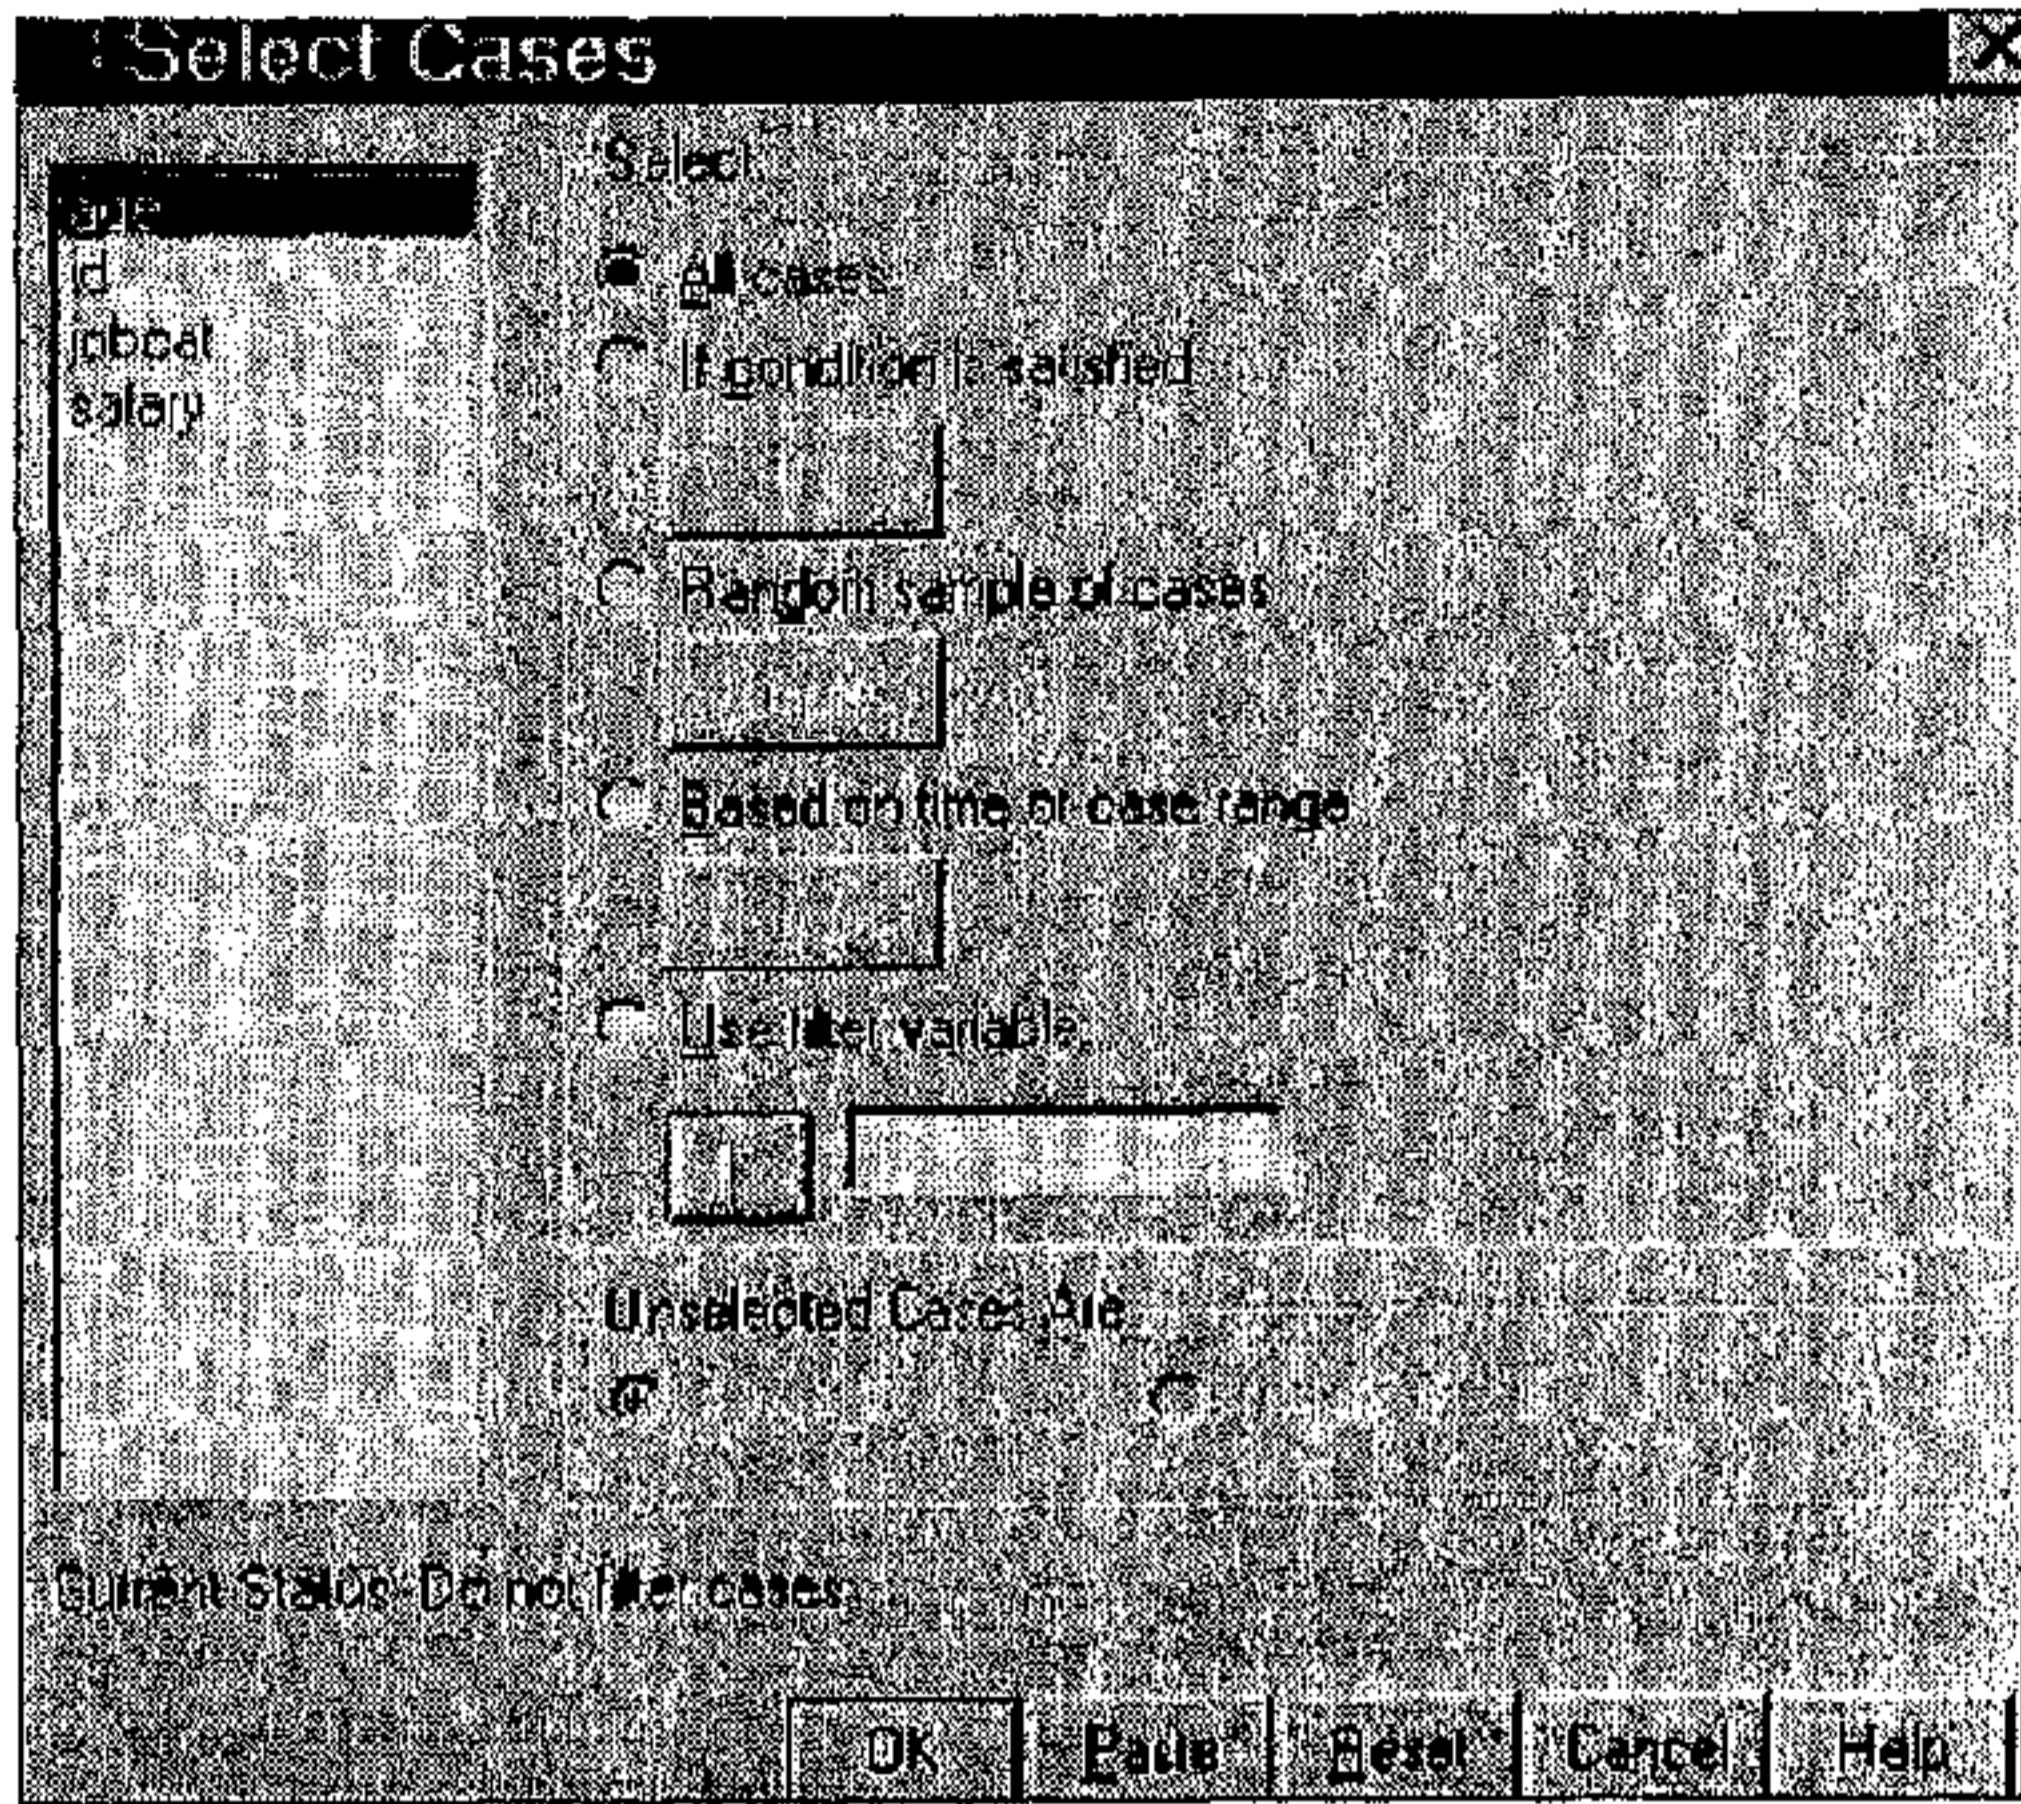 Select Cases
age
id
jobcat
salary
Select
All cases
If condition is satisfied
Random sample of cases
Based on time or case range
Use filter variable:
Unselected Cases Are
Current Status: Do not filter cases
OK Paste Reset Cancel Help